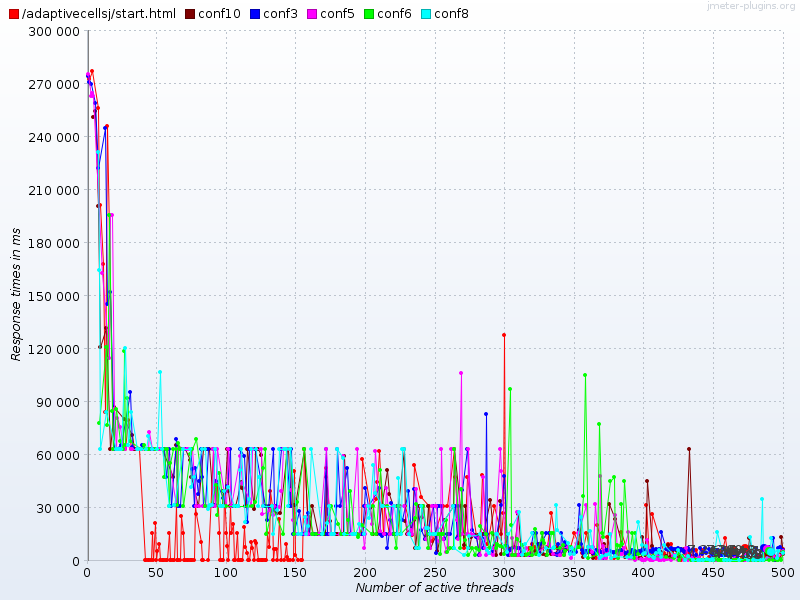 jmeter-plugins.org
/adaptivecellsj/start.html conf10 conf3 conf5 conf6 conf8
300 000
270 000
240 000
210 000
180 000
150 000
120 000
90 000
60 000
30 000
0
Response times in ms
0 50 100 150 200 250 300 350 400 450 500
Number of active threads